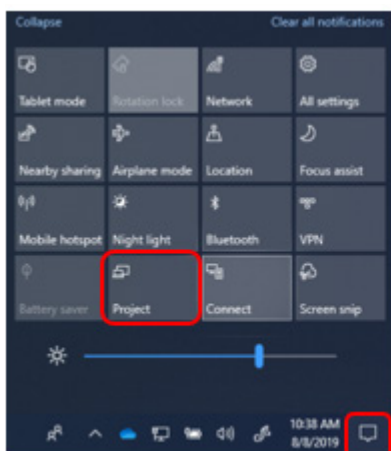 Collapse Clear all notifications
Tablet mode Rotation lock Network All settings
Nearby sharing Airplane mode Location Focus assist
Mobile hotspot Night light Bluetooth VPN
Battery saver Project Connect Screen snip
10:38 AM
8/8/2019